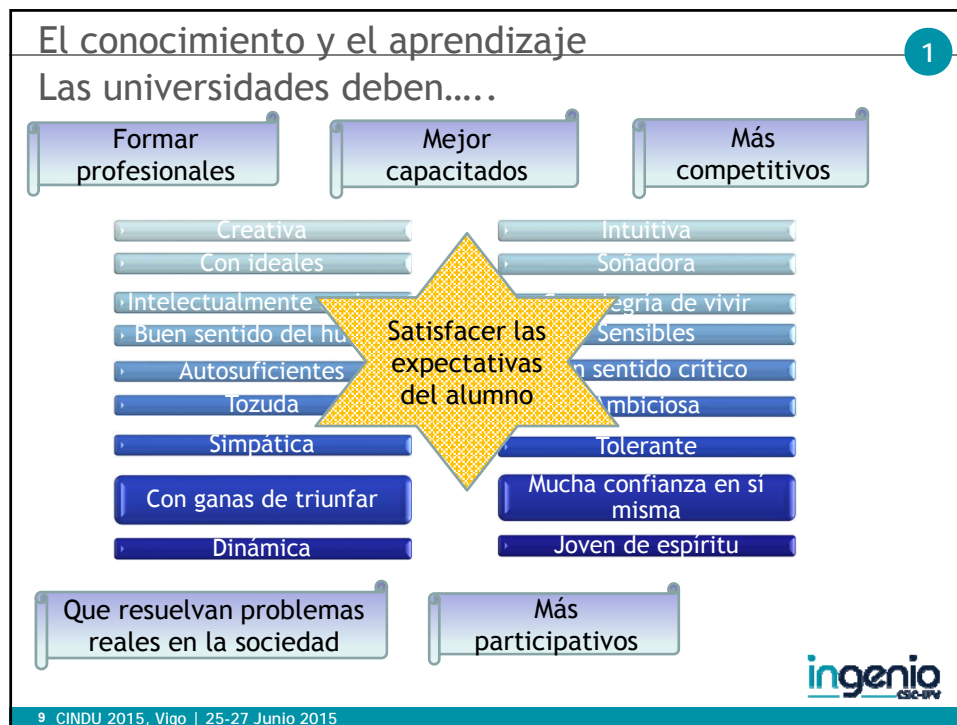 El conocimiento y el aprendizaje
1
Las universidades deben.....
Formar
profesionales
Mejor
capacitados
Más
competitivos
Creativa
Intuitiva
Con ideales
Soñadora
Intelectualmente
alegría de vivir
Buen sentido del
Sensibles
Satisfacer las
expectativas
del alumno
Autosuficientes
sentido crítico
Tozuda
Simpática
Tolerante
Con ganas de triunfar
Mucha confianza en sí
misma
Dinámica
Joven de espíritu
Que resuelvan problemas
reales en la sociedad
Más
participativos
ingenio
CSIC-UPV
9 CINDU 2015, Vigo | 25-27 Junio 2015